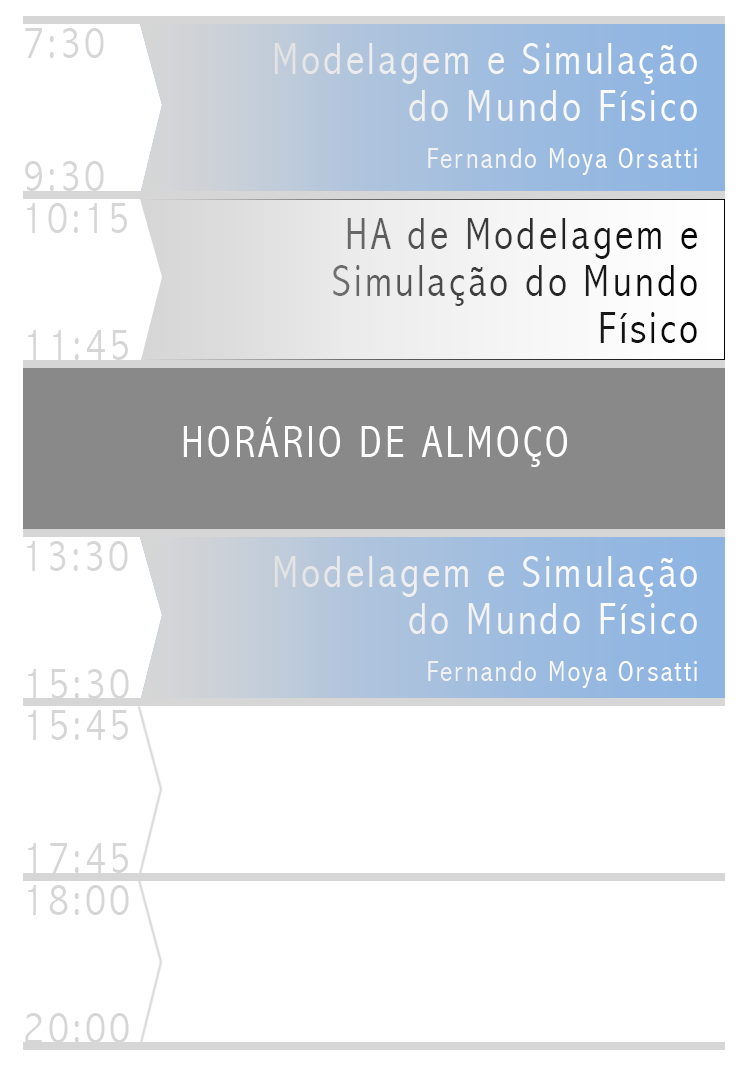 7:30
Modelagem e Simulação
do Mundo Físico
Fernando Moya Orsatti
9:30
10:15
HA de Modelagem e
Simulação do Mundo
Físico
11:45
HORÁRIO DE ALMOÇO
13:30
Modelagem e Simulação
do Mundo Físico
Fernando Moya Orsatti
15:30
15:45
17:45
18:00
20:00